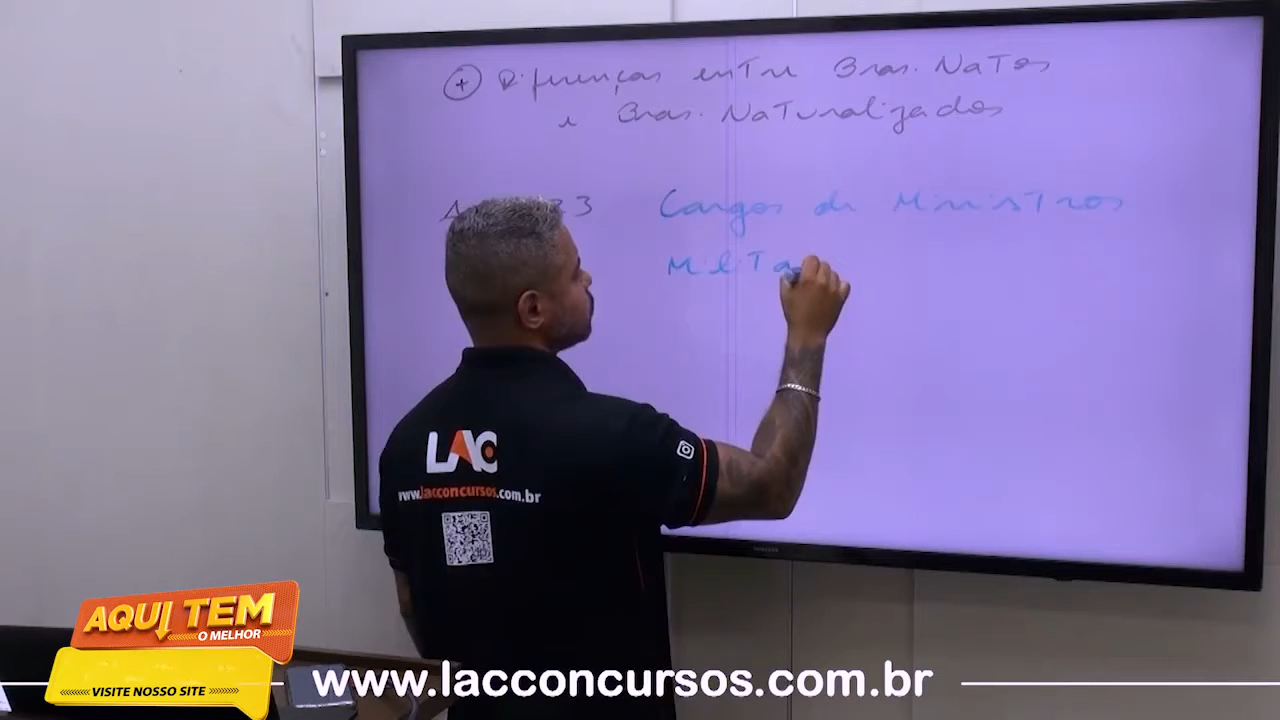 + Diferenças entre Bras. Natos
e Bras. Naturalizados
Cargos de Ministros
Milita
LAC
www.lacconcursos.com.br
AQUI TEM
O MELHOR
VISITE NOSSO SITE
www.lacconcursos.com.br